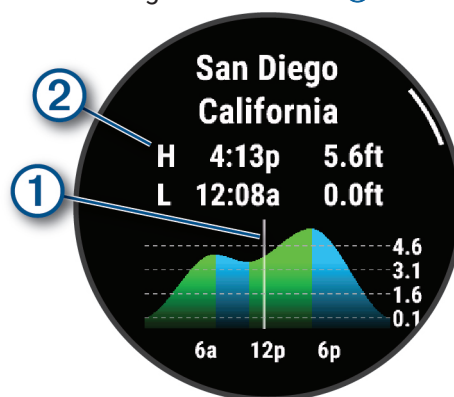 San Diego
California
H 4:13p 5.6ft
L 12:08a 0.0ft
4.6
3.1
1.6
0.1
6a 12p 6p
2
1